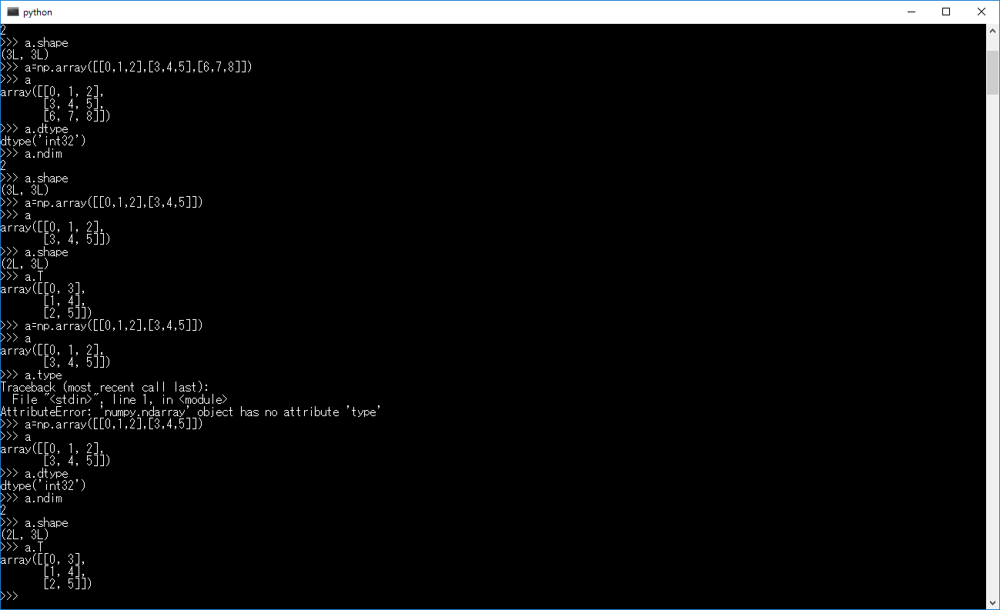 python
2
>>> a.shape
(3L, 3L)
>>> a=np.array([[0,1,2],[3,4,5],[6,7,8]])
>>> a
array([[0, 1, 2],
       [3, 4, 5],
       [6, 7, 8]])
>>> a.dtype
dtype('int32')
>>> a.ndim
2
>>> a.shape
(3L, 3L)
>>> a=np.array([[0,1,2],[3,4,5]])
>>> a
array([[0, 1, 2],
       [3, 4, 5]])
>>> a.shape
(2L, 3L)
>>> a.T
array([[0, 3],
       [1, 4],
       [2, 5]])
>>> a=np.array([[0,1,2],[3,4,5]])
>>> a
array([[0, 1, 2],
       [3, 4, 5]])
>>> a.type
Traceback (most recent call last):
  File "<stdin>", line 1, in <module>
AttributeError: 'numpy.ndarray' object has no attribute 'type'
>>> a=np.array([[0,1,2],[3,4,5]])
>>> a
array([[0, 1, 2],
       [3, 4, 5]])
>>> a.dtype
dtype('int32')
>>> a.ndim
2
>>> a.shape
(2L, 3L)
>>> a.T
array([[0, 3],
       [1, 4],
       [2, 5]])
>>>